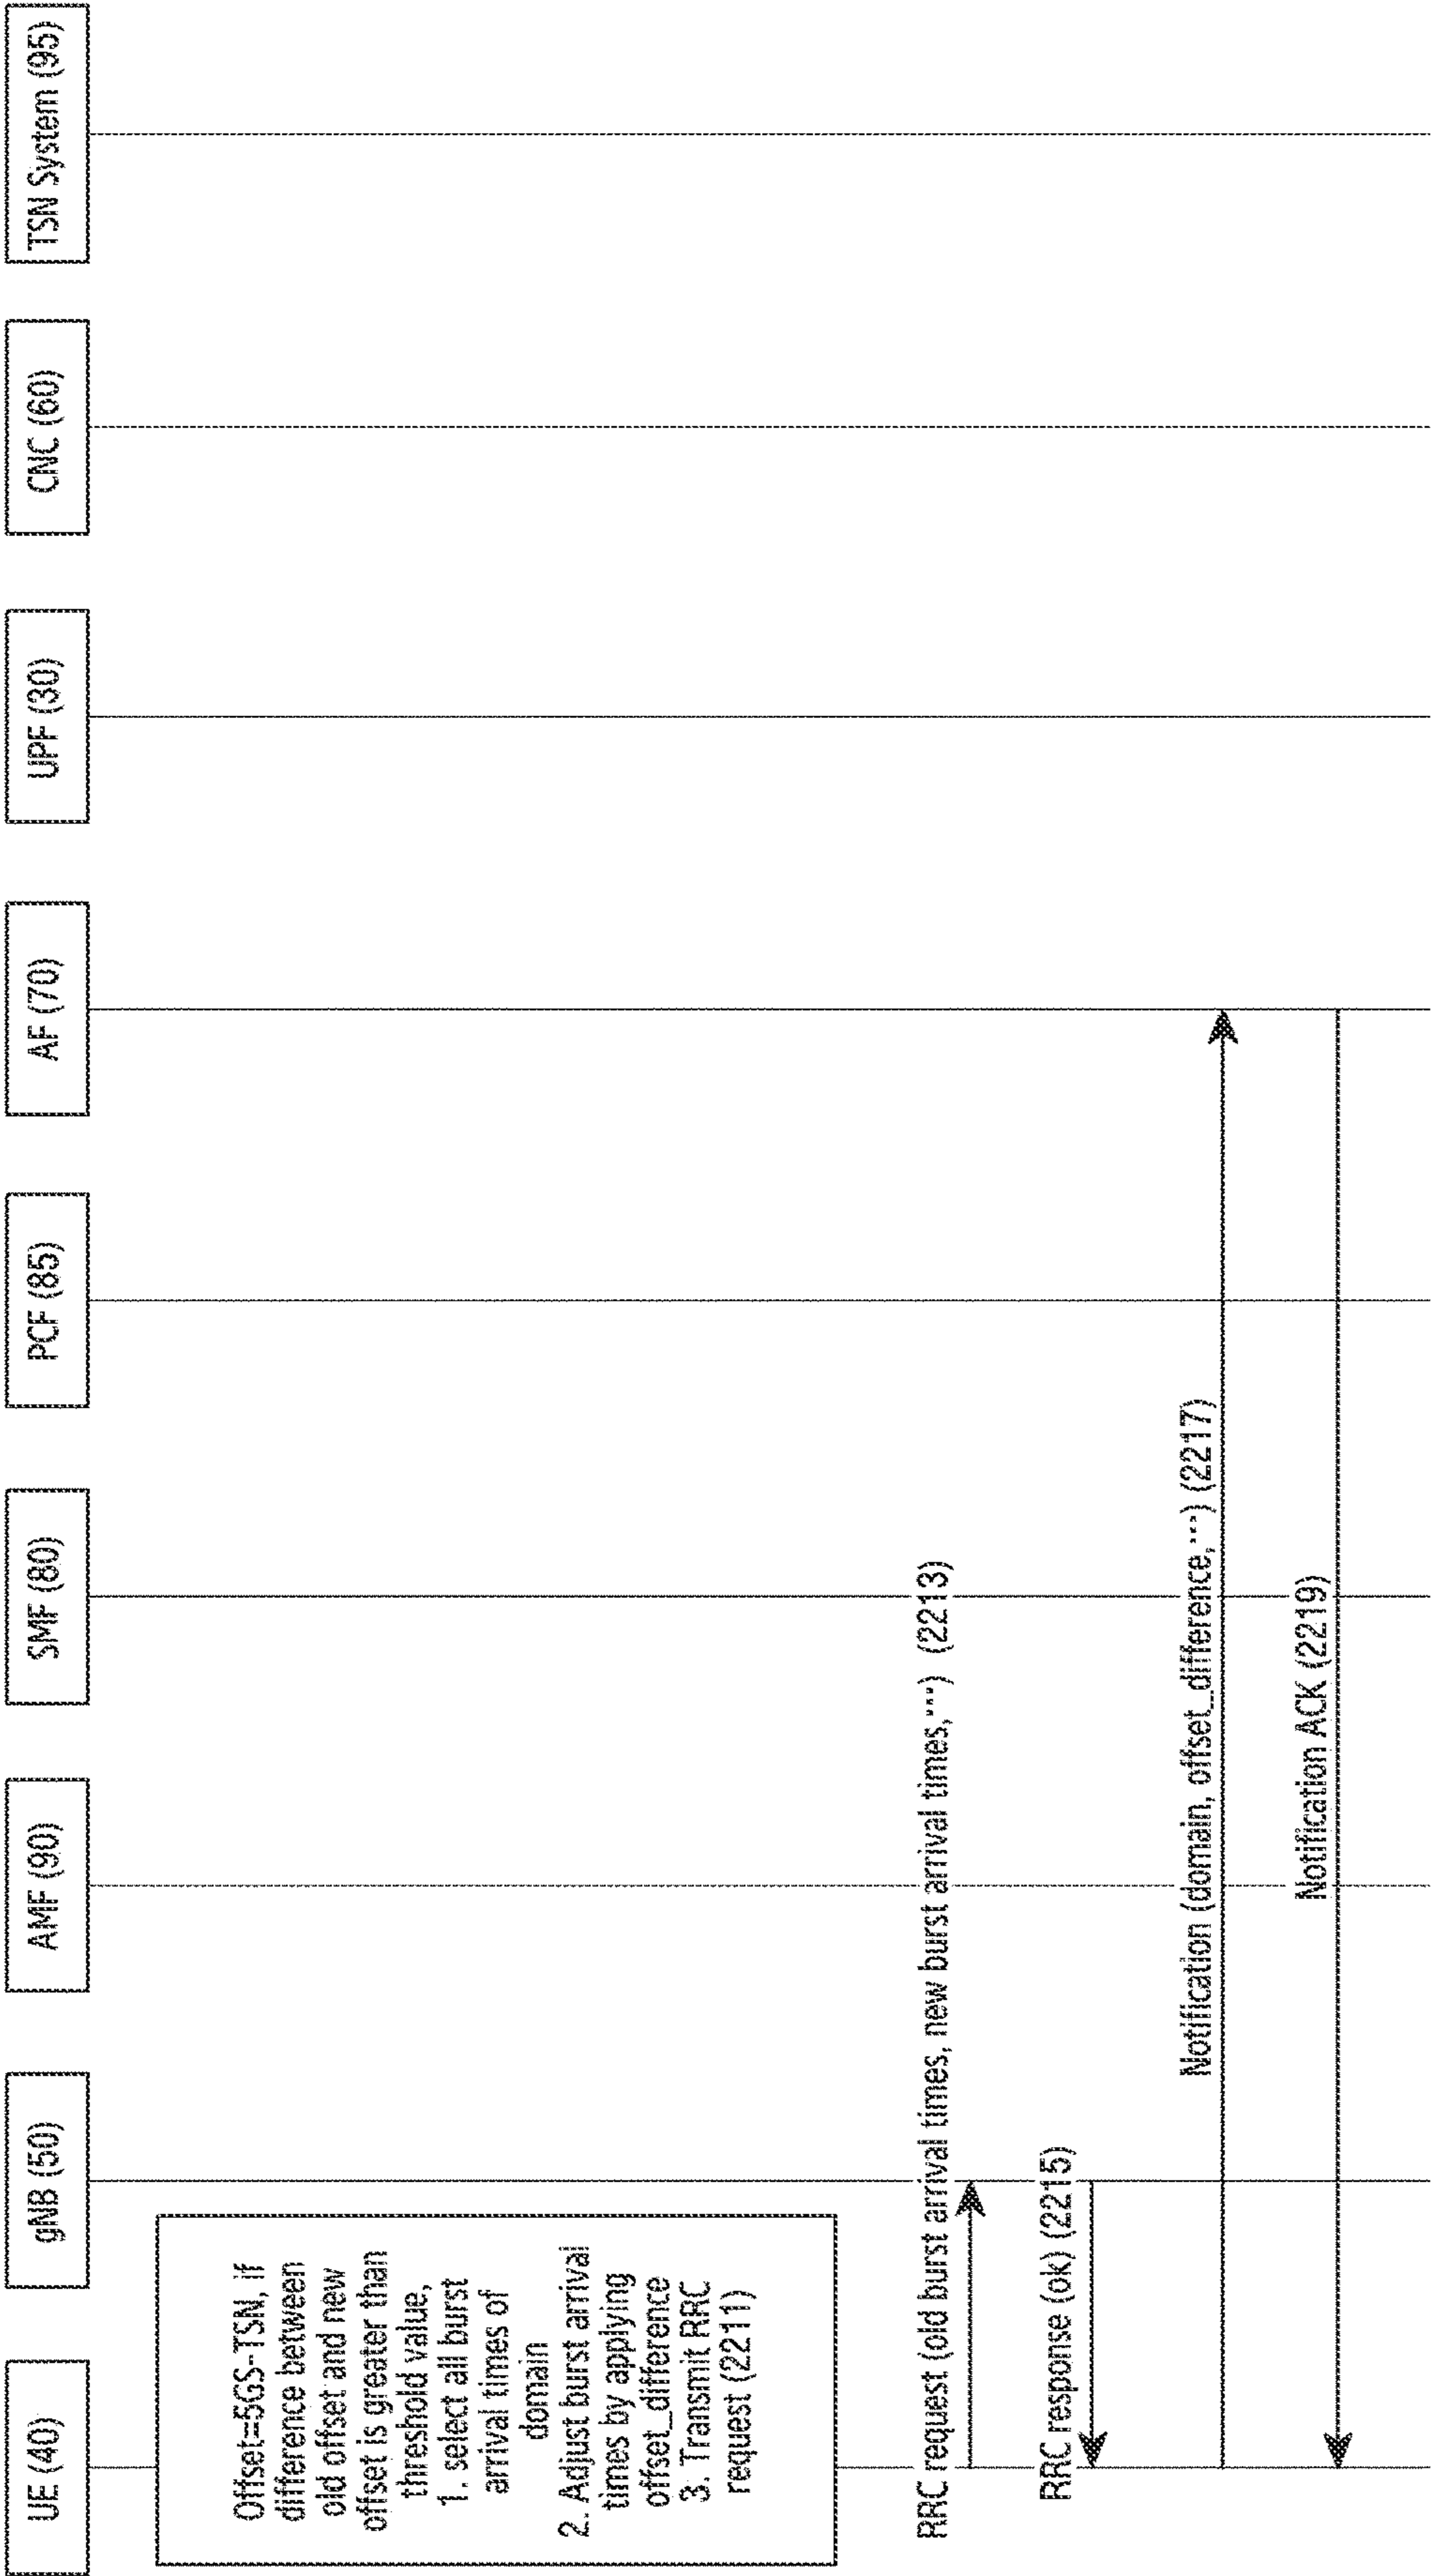 UE (40)
gNB (50)
AMF (90)
SMF (80)
PCF (85)
AF (70)
UPF (30)
CNC (60)
TSN System (95)
Offset=5GS-TSN, if
difference between
old offset and new
offset is greater than
threshold value,
1. select all burst
arrival times of
domain
2. Adjust burst arrival
times by applying
offset_difference
3. Transmit RRC
request (2211)
RRC request (old burst arrival times, new burst arrival times,···) (2213)
RRC response (ok) (2215)
Notification (domain, offset_difference,···) (2217)
Notification ACK (2219)